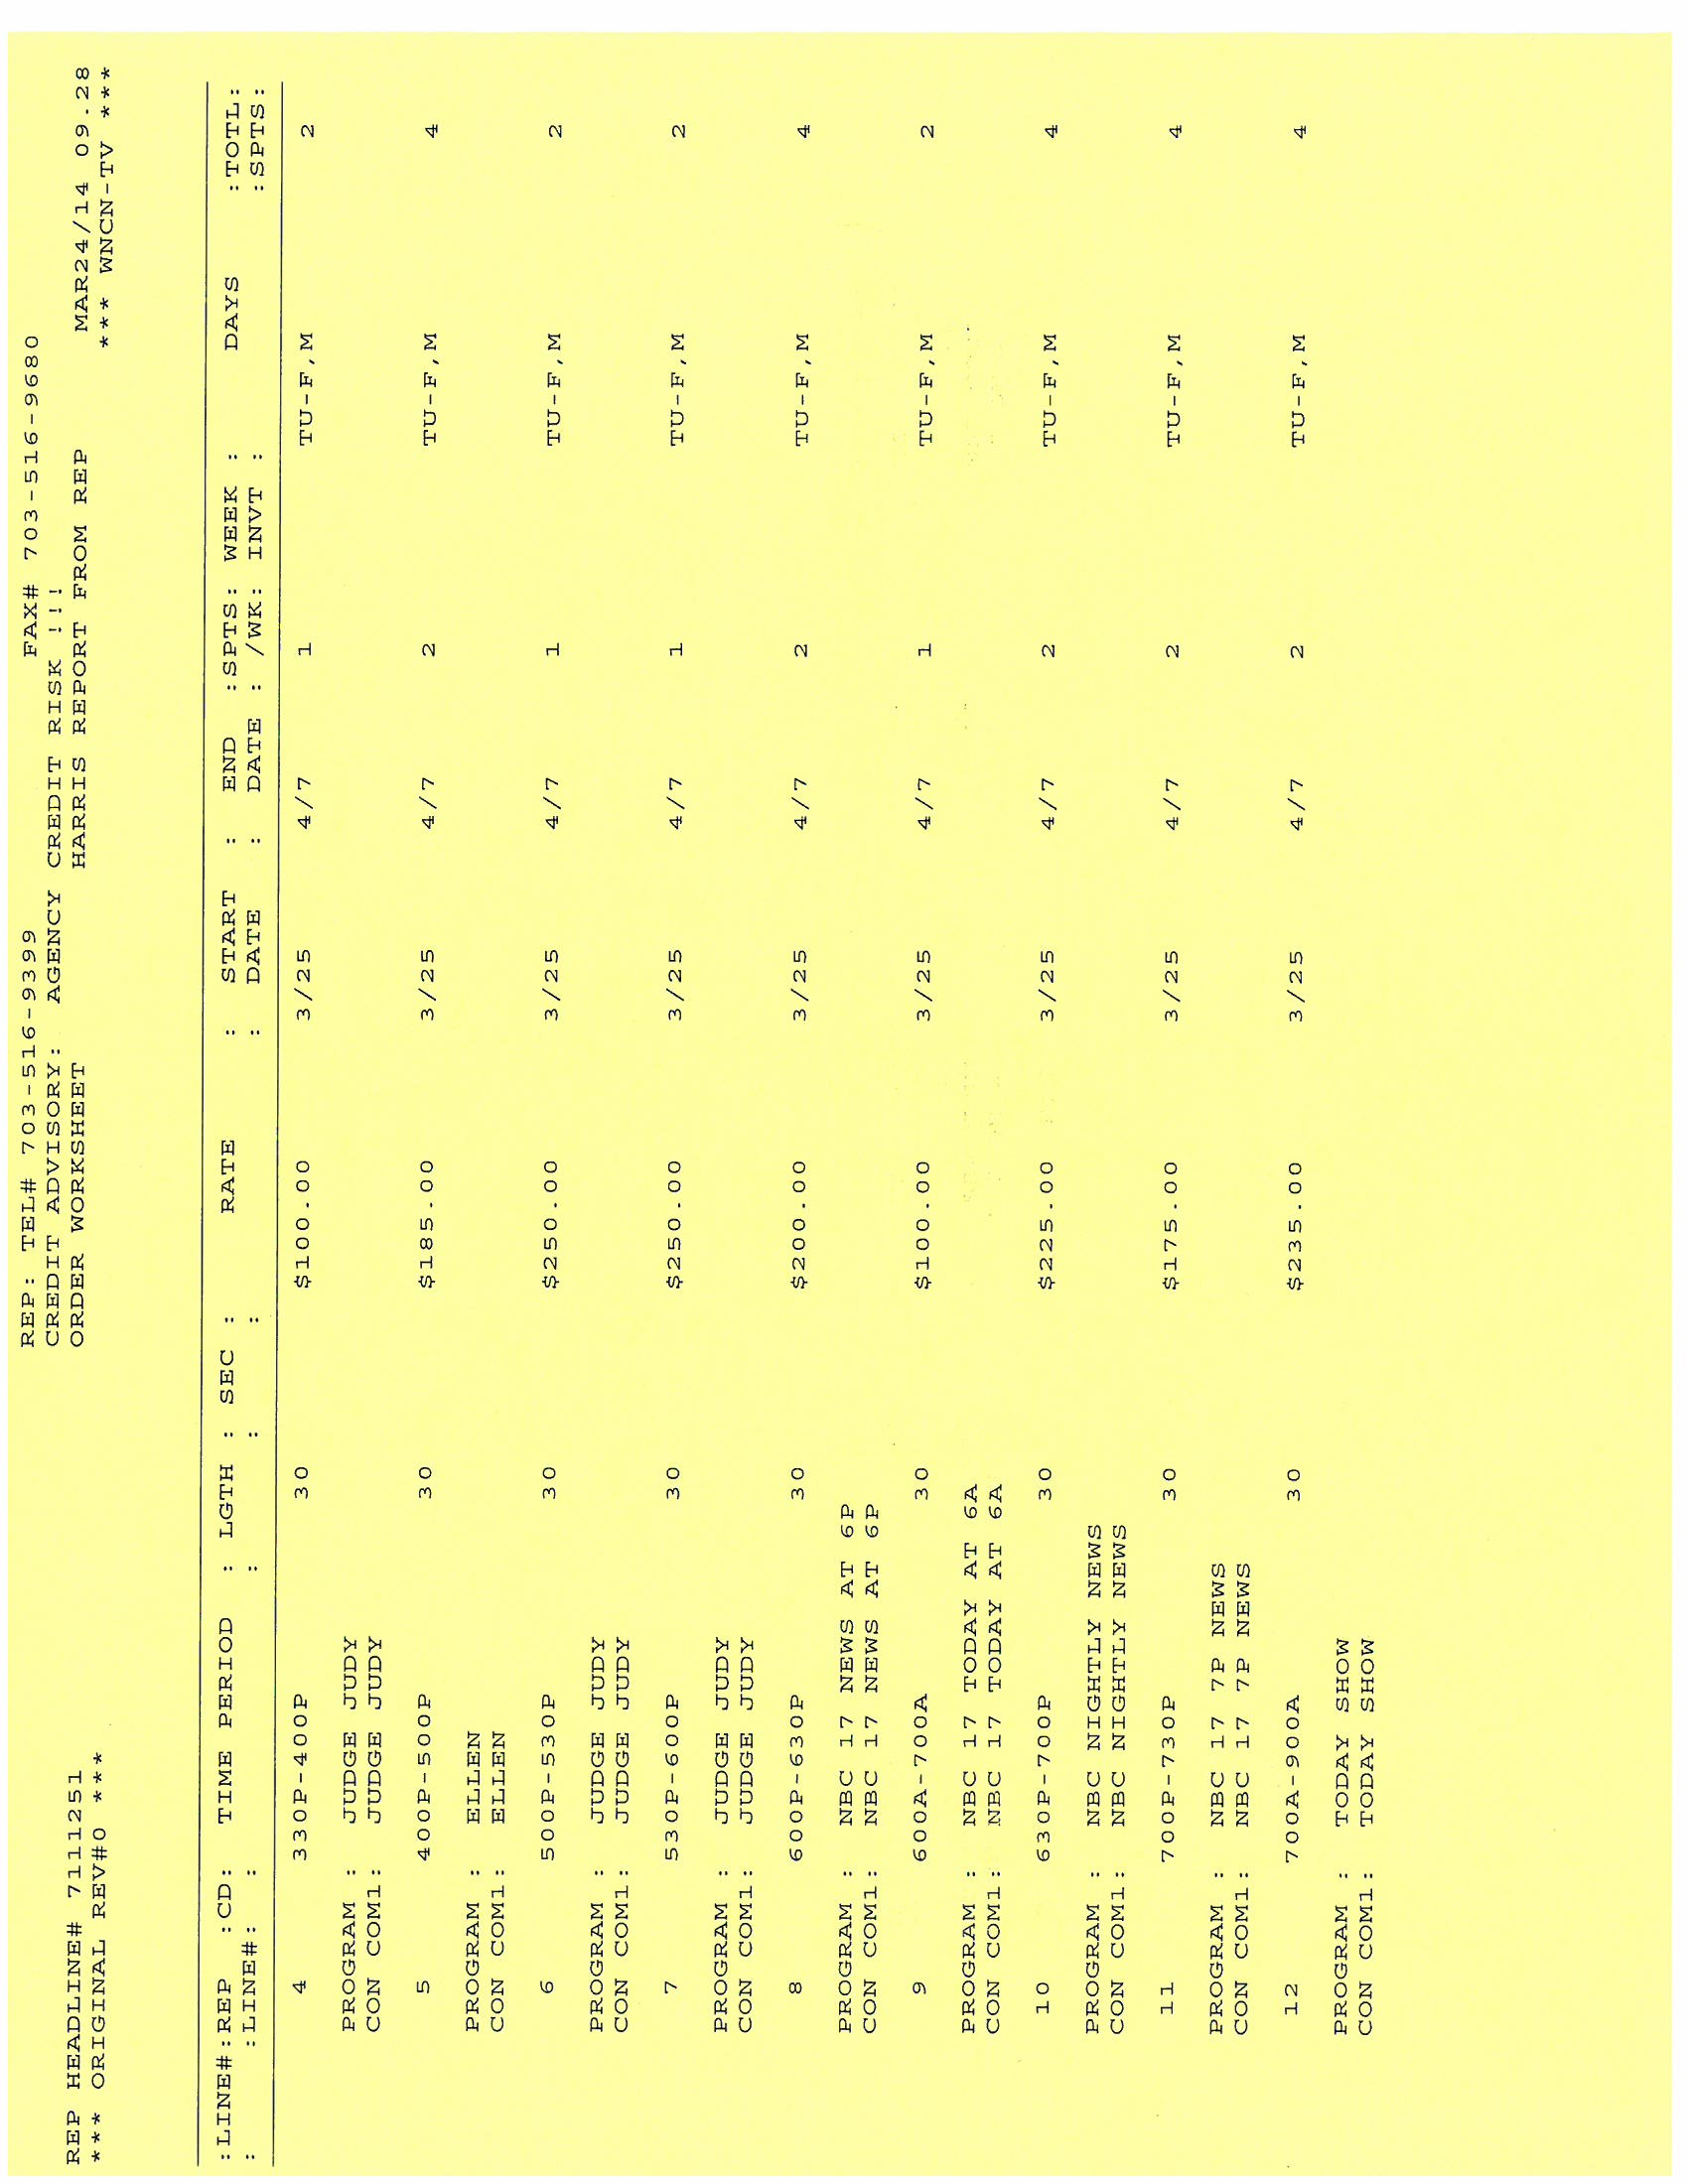 REP: TEL# 703-516-9399 FAX# 703-516-9680
CREDIT ADVISORY: AGENCY CREDIT RISK !!!
REP HEADLINE# 7111251 ORDER WORKSHEET HARRIS REPORT FROM REP MAR24/14 09.28
*** ORIGINAL REV#0 *** *** WNCN-TV ***
:LINE#:REP :CD: TIME PERIOD : LGTH : SEC : RATE : START : END :SPTS: WEEK : DAYS :TOTL:
: :LINE#: : : : : DATE : DATE : /WK: INVT : :SPTS:
4 330P-400P 30 $100.00 3/25 4/7 1 TU-F,M 2
PROGRAM : JUDGE JUDY
CON COM1: JUDGE JUDY
5 400P-500P 30 $185.00 3/25 4/7 2 TU-F,M 4
PROGRAM : ELLEN
CON COM1: ELLEN
6 500P-530P 30 $250.00 3/25 4/7 1 TU-F,M 2
PROGRAM : JUDGE JUDY
CON COM1: JUDGE JUDY
7 530P-600P 30 $250.00 3/25 4/7 1 TU-F,M 2
PROGRAM : JUDGE JUDY
CON COM1: JUDGE JUDY
8 600P-630P 30 $200.00 3/25 4/7 2 TU-F,M 4
PROGRAM : NBC 17 NEWS AT 6P
CON COM1: NBC 17 NEWS AT 6P
9 600A-700A 30 $100.00 3/25 4/7 1 TU-F,M 2
PROGRAM : NBC 17 TODAY AT 6A
CON COM1: NBC 17 TODAY AT 6A
10 630P-700P 30 $225.00 3/25 4/7 2 TU-F,M 4
PROGRAM : NBC NIGHTLY NEWS
CON COM1: NBC NIGHTLY NEWS
11 700P-730P 30 $175.00 3/25 4/7 2 TU-F,M 4
PROGRAM : NBC 17 7P NEWS
CON COM1: NBC 17 7P NEWS
12 700A-900A 30 $235.00 3/25 4/7 2 TU-F,M 4
PROGRAM : TODAY SHOW
CON COM1: TODAY SHOW